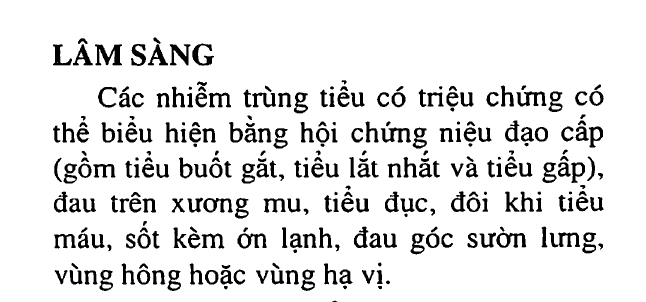 LÂM SÀNG
Các nhiễm trùng tiểu có triệu chứng có
thể biểu hiện bằng hội chứng niệu đạo cấp
(gồm tiểu buốt gắt, tiểu lắt nhắt và tiểu gấp),
đau trên xương mu, tiểu đục, đôi khi tiểu
máu, sốt kèm ớn lạnh, đau góc sườn lưng,
vùng hông hoặc vùng hạ vị.